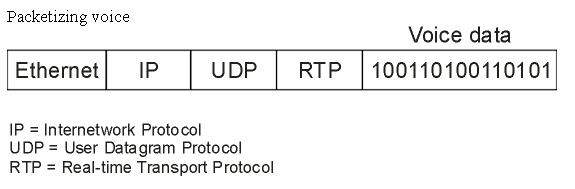 Packetizing voice
Voice data
Ethernet IP UDP RTP 100110100110101
IP = Internetwork Protocol
UDP = User Datagram Protocol
RTP = Real-time Transport Protocol